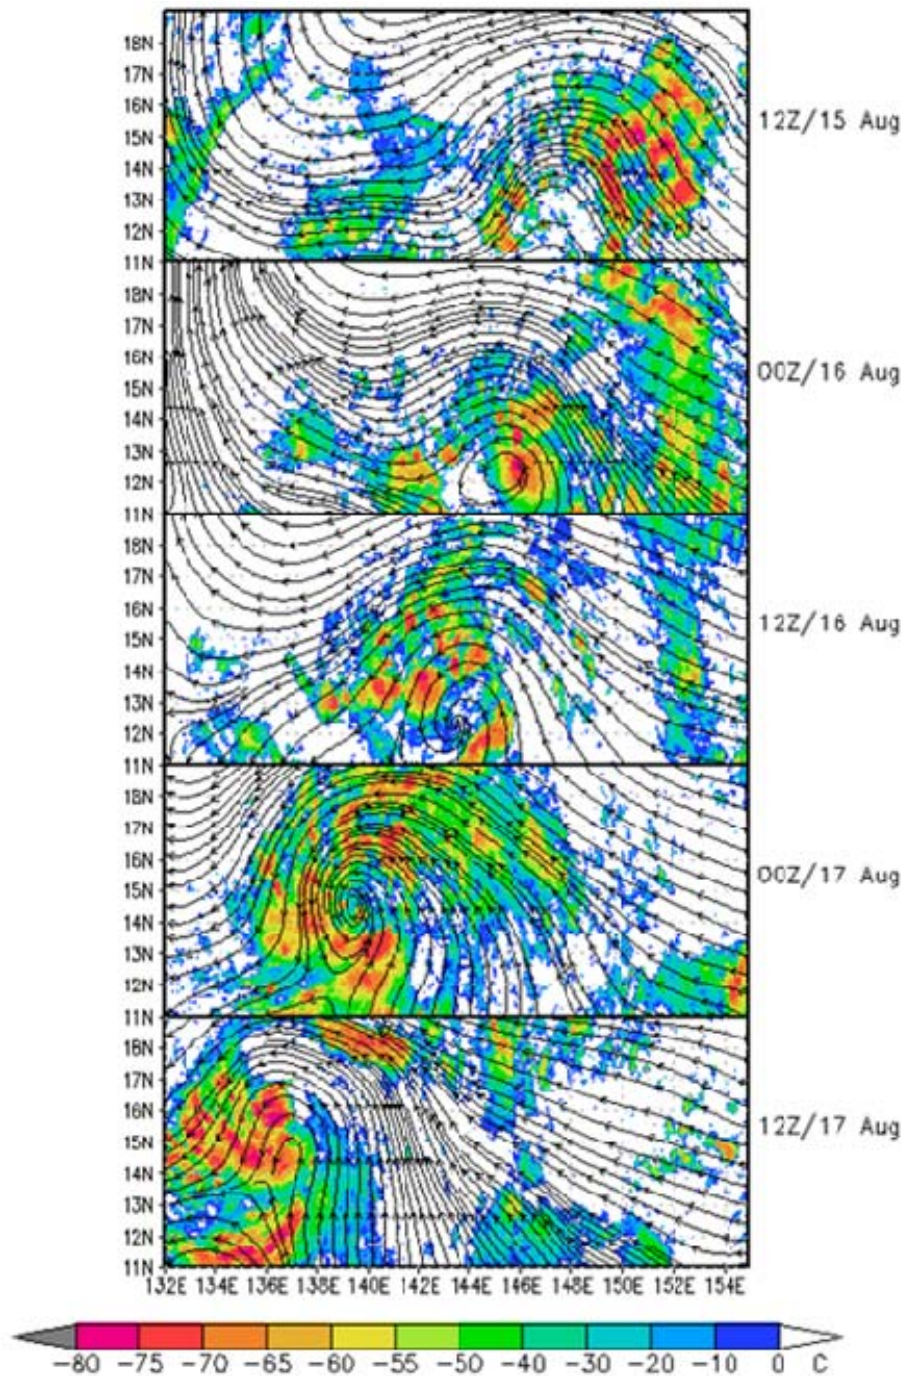 18N
17N
16N
15N
14N
13N
12N
11N
12Z/15 Aug
18N
17N
16N
15N
14N
13N
12N
11N
00Z/16 Aug
18N
17N
16N
15N
14N
13N
12N
11N
12Z/16 Aug
18N
17N
16N
15N
14N
13N
12N
11N
00Z/17 Aug
18N
17N
16N
15N
14N
13N
12N
11N
12Z/17 Aug
132E 134E 136E 138E 140E 142E 144E 146E 148E 150E 152E 154E
-80 -75 -70 -65 -60 -55 -50 -40 -30 -20 -10 0 C